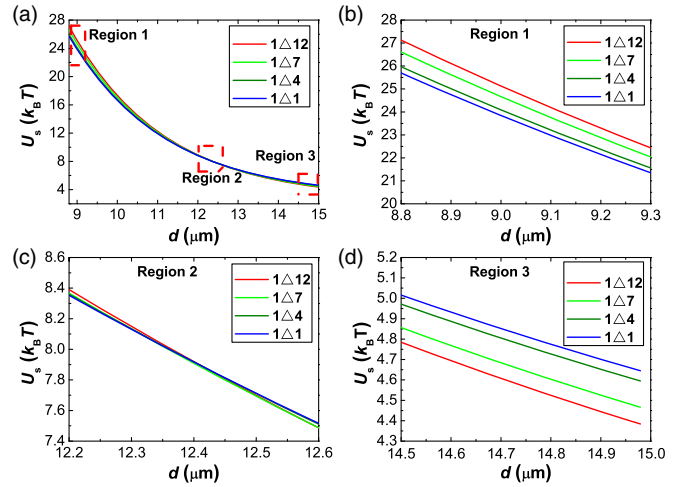 (a)
Region 1
1△12
1△7
1△4
1△1
Region 3
Region 2
28
24
20
16
12
8
4
U_s (k_BT)
9 10 11 12 13 14 15
d (μm)
(b)
Region 1
1△12
1△7
1△4
1△1
28
27
26
25
24
23
22
21
20
U_s (k_BT)
8.8 8.9 9.0 9.1 9.2 9.3
d (μm)
(c)
Region 2
1△12
1△7
1△4
1△1
8.6
8.4
8.2
8.0
7.8
7.6
7.4
U_s (k_BT)
12.2 12.3 12.4 12.5 12.6
d (μm)
(d)
Region 3
1△12
1△7
1△4
1△1
5.2
5.1
5.0
4.9
4.8
4.7
4.6
4.5
4.4
4.3
U_s (k_BT)
14.5 14.6 14.7 14.8 14.9 15.0
d (μm)